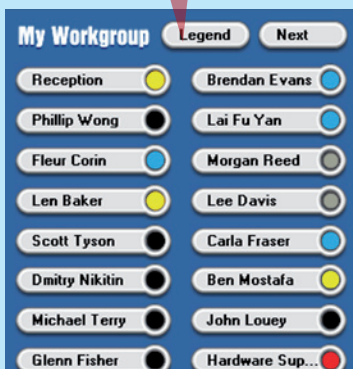 My Workgroup Legend Next
Reception Brendan Evans
Phillip Wong Lai Fu Yan
Fleur Corin Morgan Reed
Len Baker Lee Davis
Scott Tyson Carla Fraser
Dmitry Nikitin Ben Mostafa
Michael Terry John Louey
Glenn Fisher Hardware Sup...